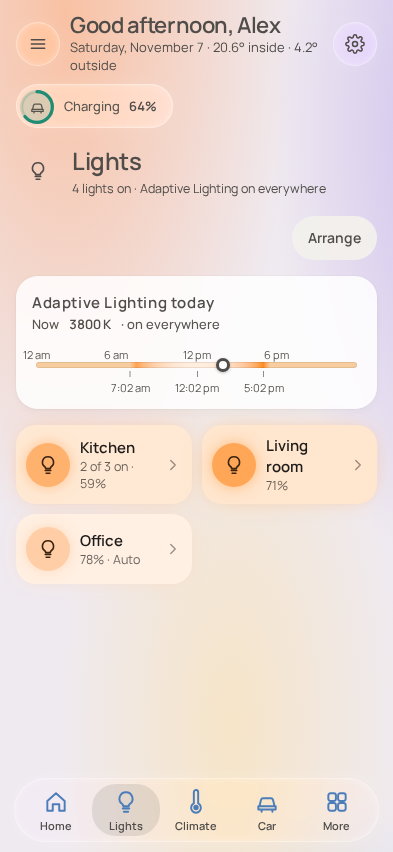 Good afternoon, Alex
Saturday, November 7 · 20.6° inside · 4.2°
outside
Charging 64%
Lights
4 lights on · Adaptive Lighting on everywhere
Arrange
Adaptive Lighting today
Now 3800 K · on everywhere
12 am 6 am 12 pm 6 pm
7:02 am 12:02 pm 5:02 pm
Kitchen
2 of 3 on ·
59%
Living
room
71%
Office
78% · Auto
Home Lights Climate Car More